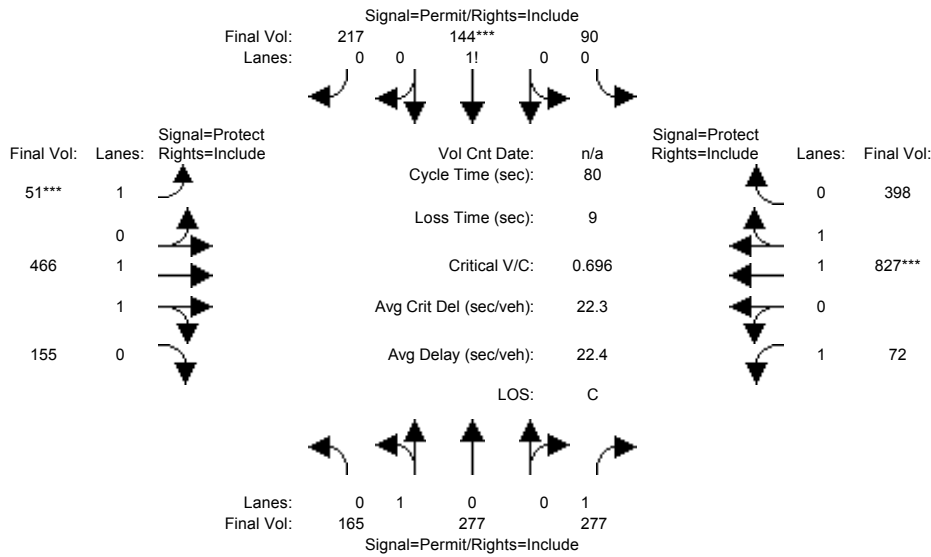 Signal=Permit/Rights=Include
Final Vol: 217 144*** 90
Lanes: 0 0 1! 0 0
Signal=Protect
Final Vol: Lanes: Rights=Include
Vol Cnt Date: n/a
Signal=Protect
Rights=Include Lanes: Final Vol:
Cycle Time (sec): 80
51*** 1
0 398
Loss Time (sec): 9
0
1
466 1
Critical V/C: 0.696
1 827***
1
Avg Crit Del (sec/veh): 22.3
0
155 0
Avg Delay (sec/veh): 22.4
1 72
LOS: C
Lanes: 0 1 0 0 1
Final Vol: 165 277 277
Signal=Permit/Rights=Include